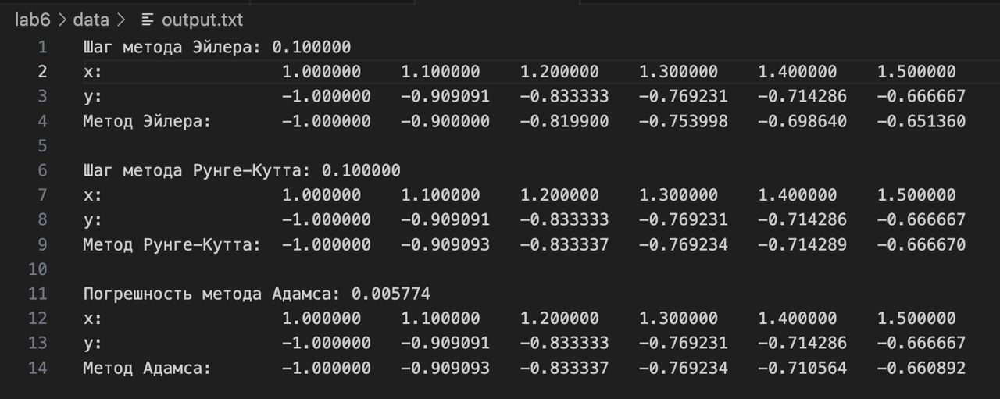 lab6 > data > output.txt
1 Шаг метода Эйлера: 0.100000
2 x: 1.000000 1.100000 1.200000 1.300000 1.400000 1.500000
3 y: -1.000000 -0.909091 -0.833333 -0.769231 -0.714286 -0.666667
4 Метод Эйлера: -1.000000 -0.900000 -0.819900 -0.753998 -0.698640 -0.651360
5
6 Шаг метода Рунге-Кутта: 0.100000
7 x: 1.000000 1.100000 1.200000 1.300000 1.400000 1.500000
8 y: -1.000000 -0.909091 -0.833333 -0.769231 -0.714286 -0.666667
9 Метод Рунге-Кутта: -1.000000 -0.909093 -0.833337 -0.769234 -0.714289 -0.666670
10
11 Погрешность метода Адамса: 0.005774
12 x: 1.000000 1.100000 1.200000 1.300000 1.400000 1.500000
13 y: -1.000000 -0.909091 -0.833333 -0.769231 -0.714286 -0.666667
14 Метод Адамса: -1.000000 -0.909093 -0.833337 -0.769234 -0.710564 -0.660892